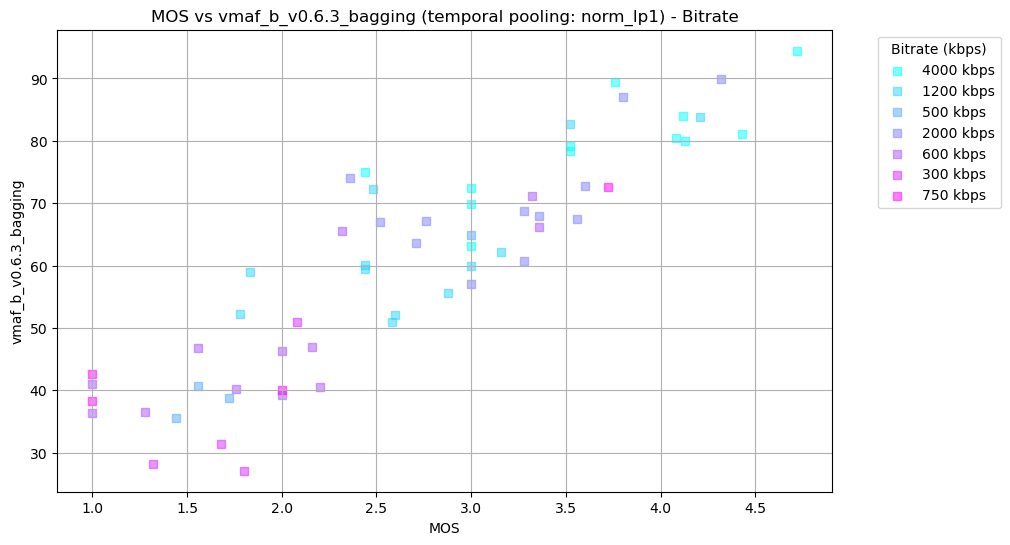 MOS vs vmaf_b_v0.6.3_bagging (temporal pooling: norm_lp1) - Bitrate
90
80
70
60
50
40
30
vmaf_b_v0.6.3_bagging
1.0 1.5 2.0 2.5 3.0 3.5 4.0 4.5
MOS
Bitrate (kbps)
4000 kbps
1200 kbps
500 kbps
2000 kbps
600 kbps
300 kbps
750 kbps